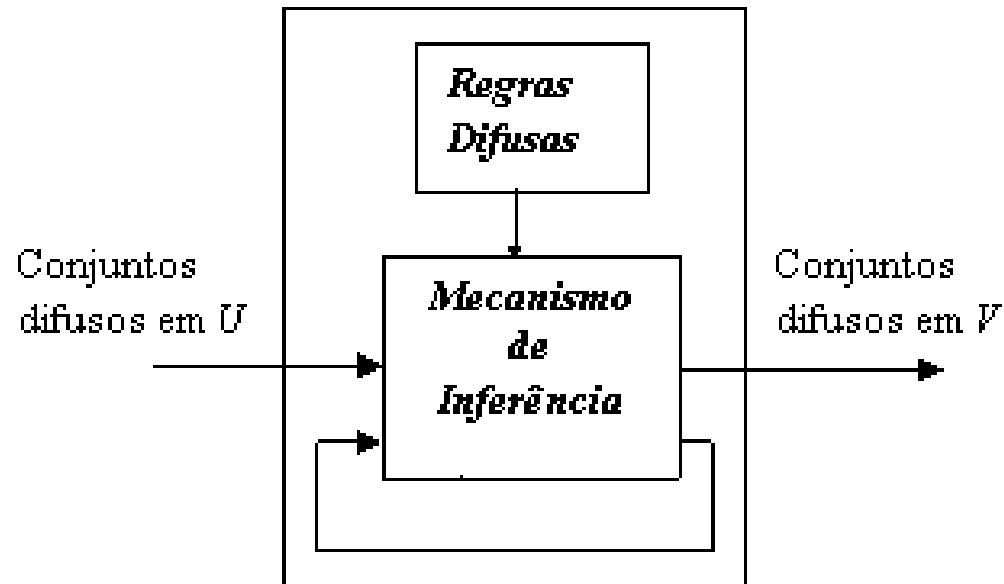 Regras
Difusas
Conjuntos
difusos em U
Mecanismo
de
Inferência
Conjuntos
difusos em V